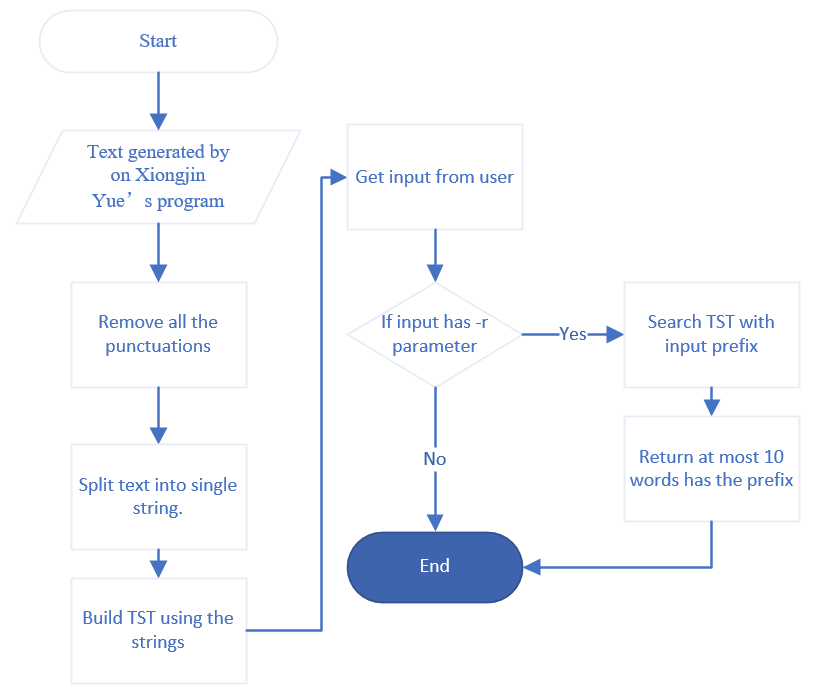 Start
Text generated by
on Xiongjin
Yue’s program
Remove all the
punctuations
Split text into single
string.
Build TST using the
strings
Get input from user
If input has -r
parameter
Yes
No
Search TST with
input prefix
Return at most 10
words has the prefix
End